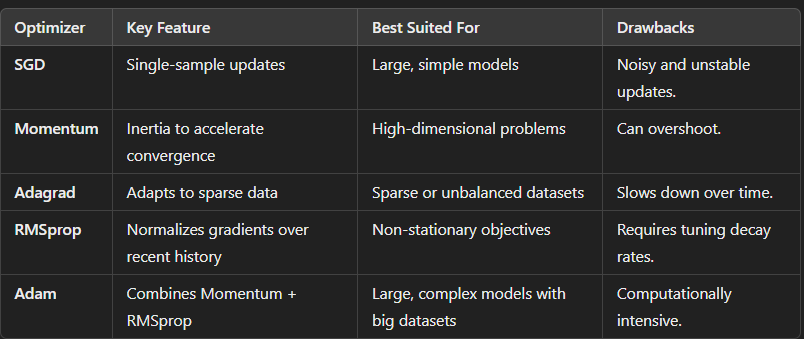 Optimizer Key Feature Best Suited For Drawbacks
SGD Single-sample updates Large, simple models Noisy and unstable
updates.
Momentum Inertia to accelerate High-dimensional problems Can overshoot.
convergence
Adagrad Adapts to sparse data Sparse or unbalanced datasets Slows down over time.
RMSprop Normalizes gradients over Non-stationary objectives Requires tuning decay
recent history rates.
Adam Combines Momentum + Large, complex models with Computationally
RMSprop big datasets intensive.